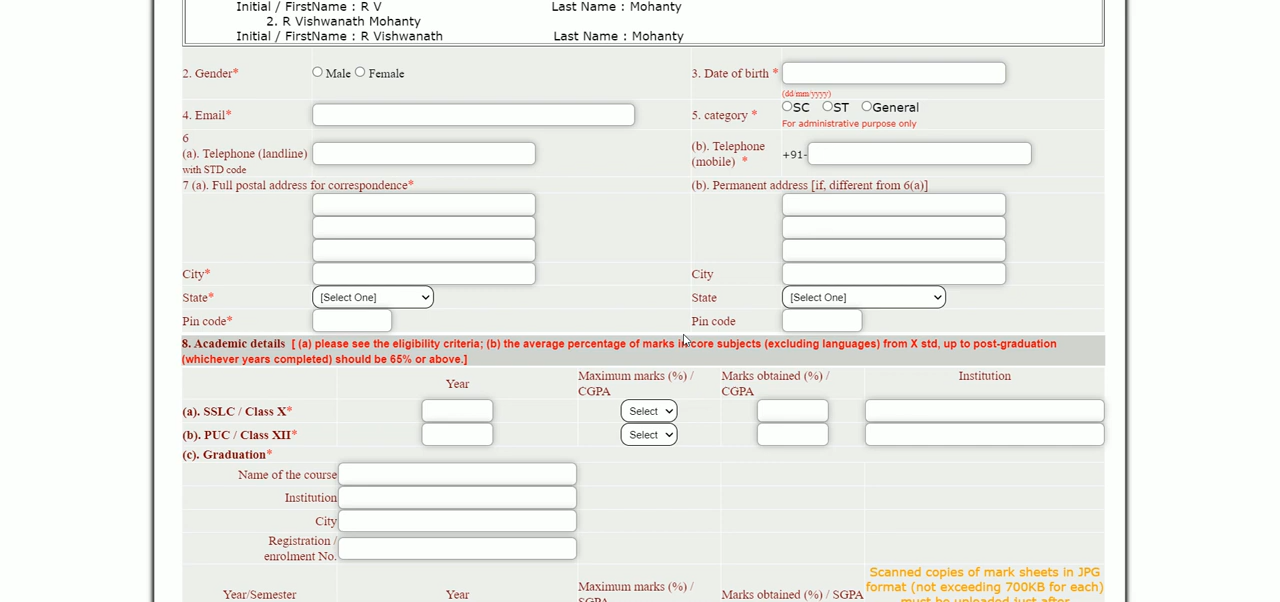 Initial / FirstName : R V Last Name : Mohanty
2. R Vishwanath Mohanty
Initial / FirstName : R Vishwanath Last Name : Mohanty
2. Gender* Male Female 3. Date of birth *
(dd/mm/yyyy)
4. Email* 5. category * SC ST General
For administrative purpose only
6
(a). Telephone (landline)
with STD code
(b). Telephone
(mobile) * +91-
7 (a). Full postal address for correspondence* (b). Permanent address [if, different from 6(a)]
City* City
State* [Select One] State [Select One]
Pin code* Pin code
8. Academic details [ (a) please see the eligibility criteria; (b) the average percentage of marks in core subjects (excluding languages) from X std, up to post-graduation
(whichever years completed) should be 65% or above.]
Year Maximum marks (%) /
CGPA
Marks obtained (%) /
CGPA
Institution
(a). SSLC / Class X* Select
(b). PUC / Class XII* Select
(c). Graduation*
Name of the course
Institution
City
Registration /
enrolment No.
Year/Semester Year Maximum marks (%) /
SGPA
Marks obtained (%) / SGPA
Scanned copies of mark sheets in JPG
format (not exceeding 700KB for each)
must be uploaded just after